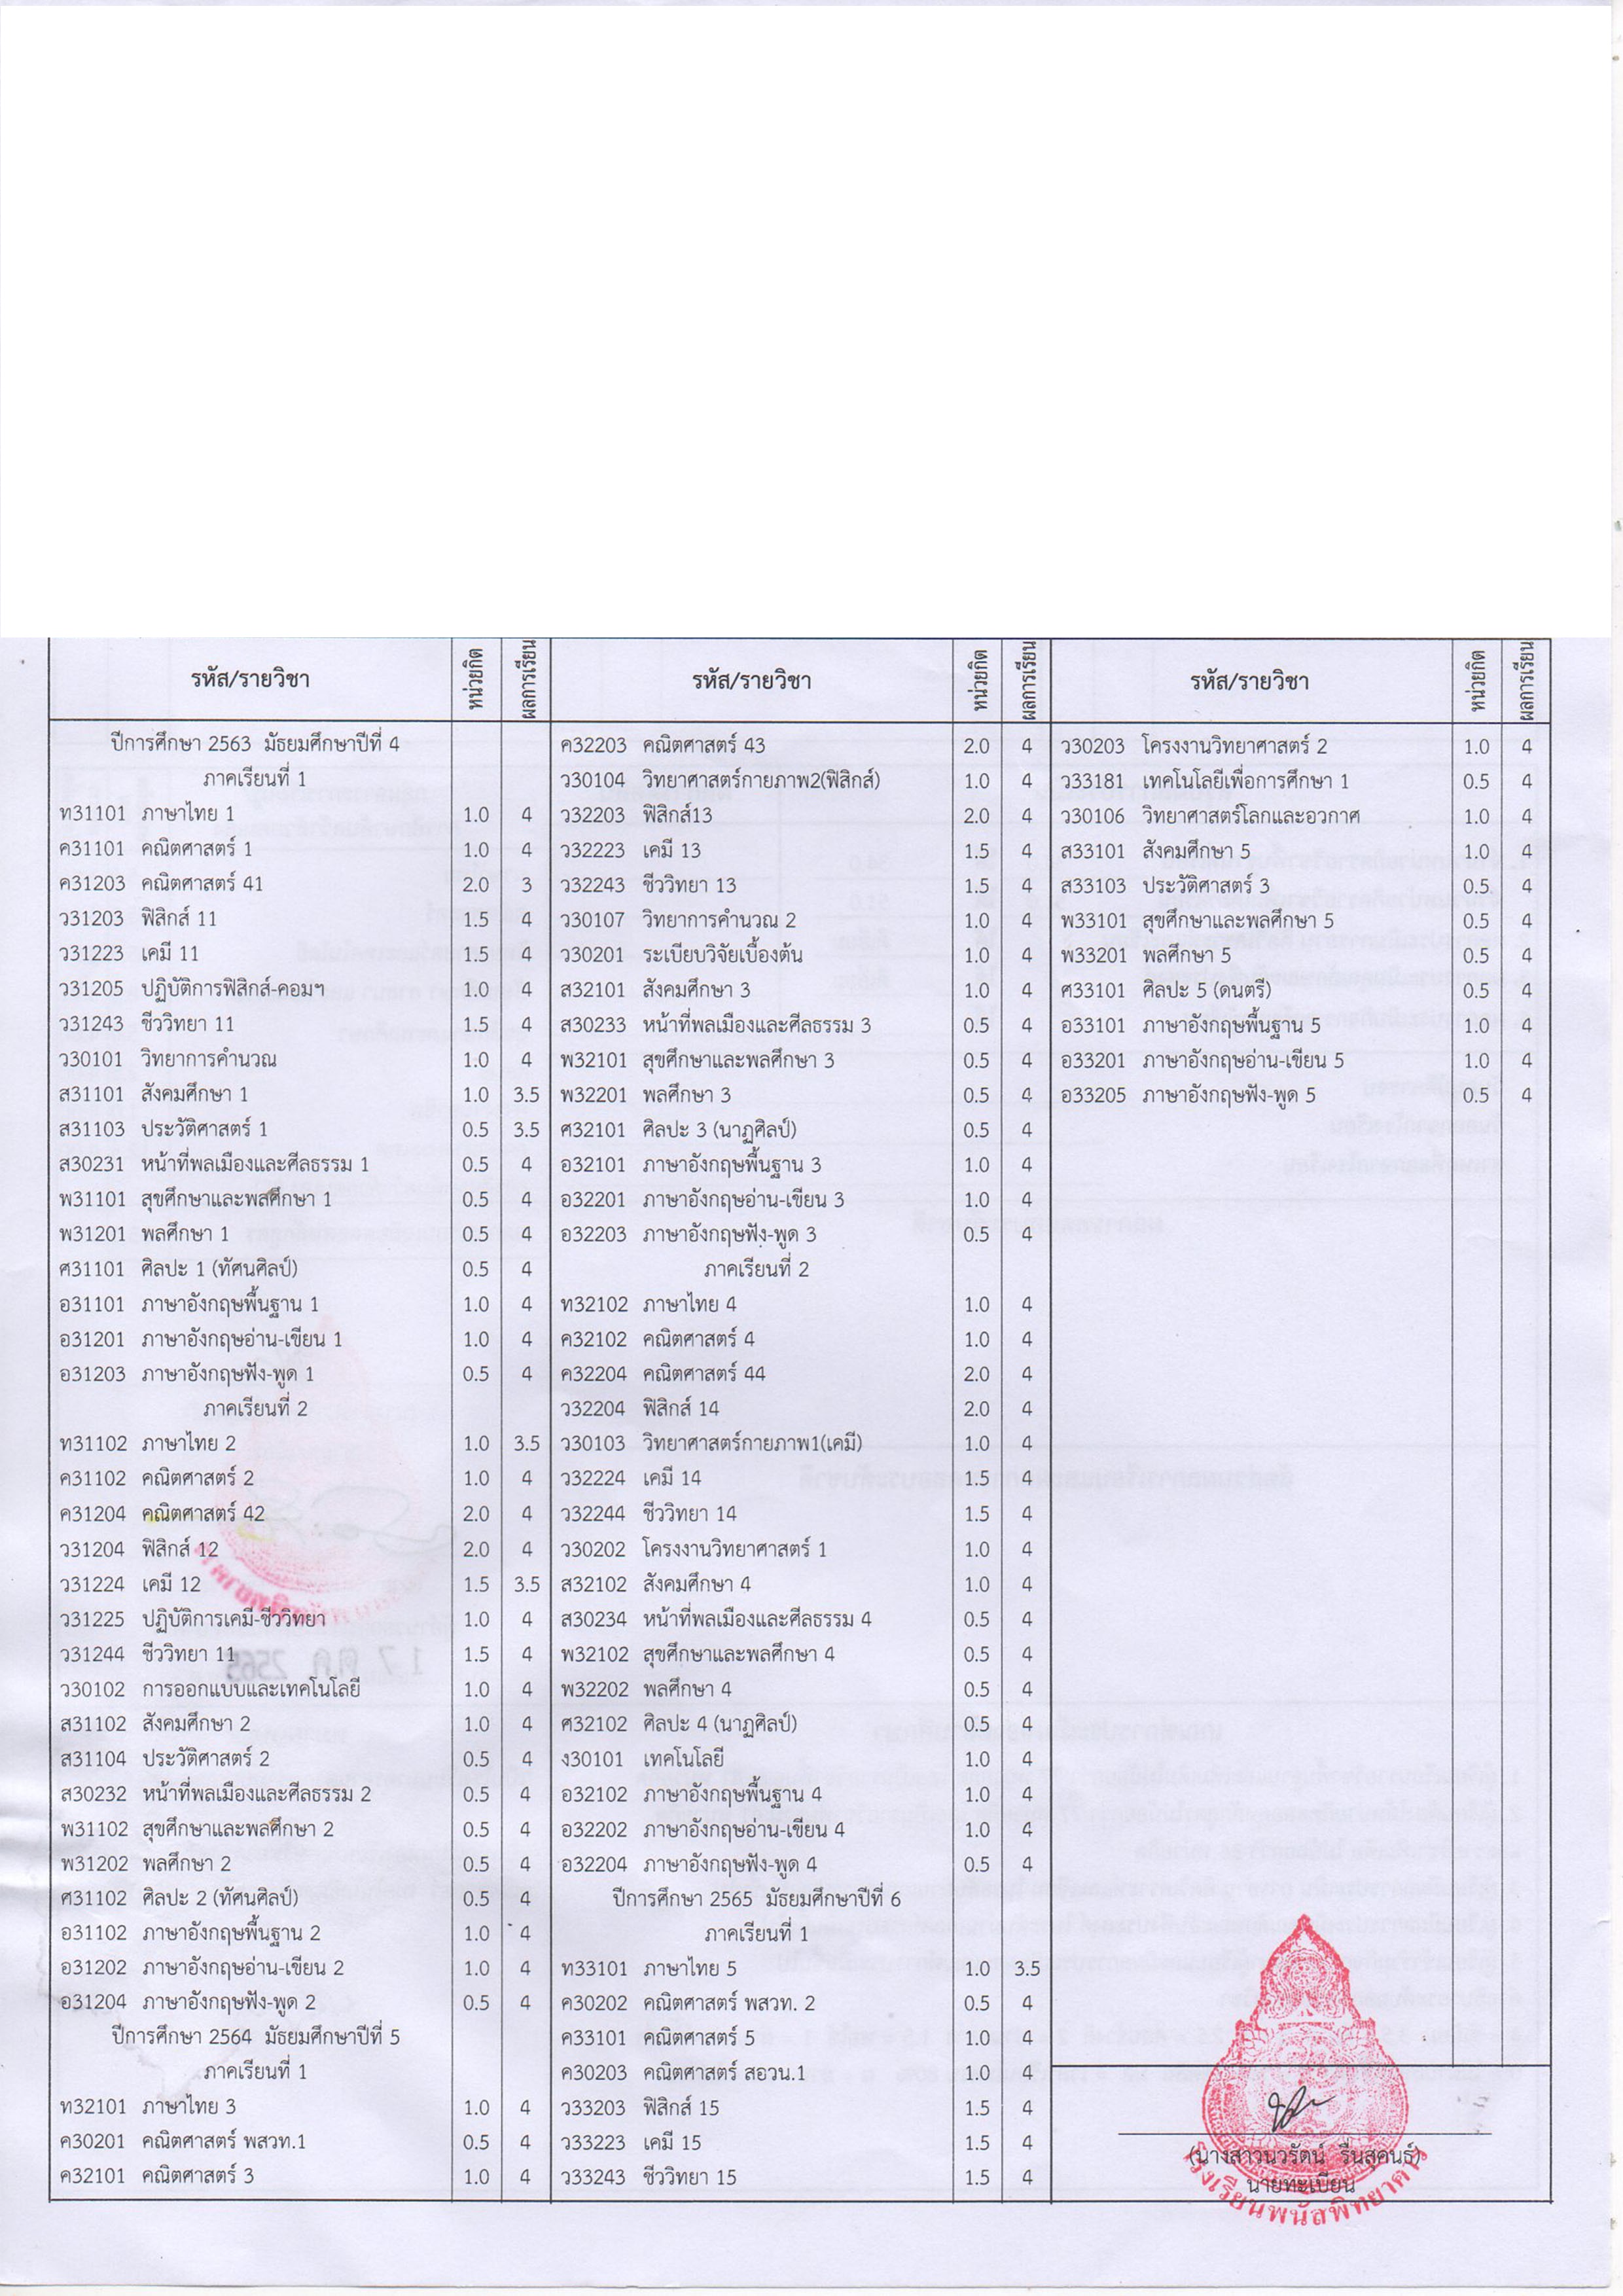 รหัส/รายวิชา หน่วยกิต ผลการเรียน
ปีการศึกษา 2563 มัธยมศึกษาปีที่ 4
ภาคเรียนที่ 1
ท31101 ภาษาไทย 1 1.0 4
ค31101 คณิตศาสตร์ 1 1.0 4
ค31203 คณิตศาสตร์ 41 2.0 3
ว31203 ฟิสิกส์ 11 1.5 4
ว31223 เคมี 11 1.5 4
ว31205 ปฏิบัติการฟิสิกส์-คอมฯ 1.0 4
ว31243 ชีววิทยา 11 1.5 4
ว30101 วิทยาการคำนวณ 1.0 4
ส31101 สังคมศึกษา 1 1.0 3.5
ส31103 ประวัติศาสตร์ 1 0.5 3.5
ส30231 หน้าที่พลเมืองและศีลธรรม 1 0.5 4
พ31101 สุขศึกษาและพลศึกษา 1 0.5 4
พ31201 พลศึกษา 1 0.5 4
ศ31101 ศิลปะ 1 (ทัศนศิลป์) 0.5 4
อ31101 ภาษาอังกฤษพื้นฐาน 1 1.0 4
อ31201 ภาษาอังกฤษอ่าน-เขียน 1 1.0 4
อ31203 ภาษาอังกฤษฟัง-พูด 1 0.5 4
ภาคเรียนที่ 2
ท31102 ภาษาไทย 2 1.0 3.5
ค31102 คณิตศาสตร์ 2 1.0 4
ค31204 คณิตศาสตร์ 42 2.0 4
ว31204 ฟิสิกส์ 12 2.0 4
ว31224 เคมี 12 1.5 3.5
ว31225 ปฏิบัติการเคมี-ชีววิทยา 1.0 4
ว31244 ชีววิทยา 11 1.5 4
ว30102 การออกแบบและเทคโนโลยี 1.0 4
ส31102 สังคมศึกษา 2 1.0 4
ส31104 ประวัติศาสตร์ 2 0.5 4
ส30232 หน้าที่พลเมืองและศีลธรรม 2 0.5 4
พ31102 สุขศึกษาและพลศึกษา 2 0.5 4
พ31202 พลศึกษา 2 0.5 4
ศ31102 ศิลปะ 2 (ทัศนศิลป์) 0.5 4
อ31102 ภาษาอังกฤษพื้นฐาน 2 1.0 4
อ31202 ภาษาอังกฤษอ่าน-เขียน 2 1.0 4
อ31204 ภาษาอังกฤษฟัง-พูด 2 0.5 4
ปีการศึกษา 2564 มัธยมศึกษาปีที่ 5
ภาคเรียนที่ 1
ท32101 ภาษาไทย 3 1.0 4
ค30201 คณิตศาสตร์ พสวท.1 0.5 4
ค32101 คณิตศาสตร์ 3 1.0 4
รหัส/รายวิชา หน่วยกิต ผลการเรียน
ค32203 คณิตศาสตร์ 43 2.0 4
ว30104 วิทยาศาสตร์กายภาพ2(ฟิสิกส์) 1.0 4
ว32203 ฟิสิกส์13 2.0 4
ว32223 เคมี 13 1.5 4
ว32243 ชีววิทยา 13 1.5 4
ว30107 วิทยาการคำนวณ 2 1.0 4
ว30201 ระเบียบวิจัยเบื้องต้น 1.0 4
ส32101 สังคมศึกษา 3 1.0 4
ส30233 หน้าที่พลเมืองและศีลธรรม 3 0.5 4
พ32101 สุขศึกษาและพลศึกษา 3 0.5 4
พ32201 พลศึกษา 3 0.5 4
ศ32101 ศิลปะ 3 (นาฏศิลป์) 0.5 4
อ32101 ภาษาอังกฤษพื้นฐาน 3 1.0 4
อ32201 ภาษาอังกฤษอ่าน-เขียน 3 1.0 4
อ32203 ภาษาอังกฤษฟัง-พูด 3 0.5 4
ภาคเรียนที่ 2
ท32102 ภาษาไทย 4 1.0 4
ค32102 คณิตศาสตร์ 4 1.0 4
ค32204 คณิตศาสตร์ 44 2.0 4
ว32204 ฟิสิกส์ 14 2.0 4
ว30103 วิทยาศาสตร์กายภาพ1(เคมี) 1.0 4
ว32224 เคมี 14 1.5 4
ว32244 ชีววิทยา 14 1.5 4
ว30202 โครงงานวิทยาศาสตร์ 1 1.0 4
ส32102 สังคมศึกษา 4 1.0 4
ส30234 หน้าที่พลเมืองและศีลธรรม 4 0.5 4
พ32102 สุขศึกษาและพลศึกษา 4 0.5 4
พ32202 พลศึกษา 4 0.5 4
ศ32102 ศิลปะ 4 (นาฏศิลป์) 0.5 4
ง30101 เทคโนโลยี 1.0 4
อ32102 ภาษาอังกฤษพื้นฐาน 4 1.0 4
อ32202 ภาษาอังกฤษอ่าน-เขียน 4 1.0 4
อ32204 ภาษาอังกฤษฟัง-พูด 4 0.5 4
ปีการศึกษา 2565 มัธยมศึกษาปีที่ 6
ภาคเรียนที่ 1
ท33101 ภาษาไทย 5 1.0 3.5
ค30202 คณิตศาสตร์ พสวท. 2 0.5 4
ค33101 คณิตศาสตร์ 5 1.0 4
ค30203 คณิตศาสตร์ สอวน.1 1.0 4
ว33203 ฟิสิกส์ 15 1.5 4
ว33223 เคมี 15 1.5 4
ว33243 ชีววิทยา 15 1.5 4
รหัส/รายวิชา หน่วยกิต ผลการเรียน
ว30203 โครงงานวิทยาศาสตร์ 2 1.0 4
ว33181 เทคโนโลยีเพื่อการศึกษา 1 0.5 4
ว30106 วิทยาศาสตร์โลกและอวกาศ 1.0 4
ส33101 สังคมศึกษา 5 1.0 4
ส33103 ประวัติศาสตร์ 3 0.5 4
พ33101 สุขศึกษาและพลศึกษา 5 0.5 4
พ33201 พลศึกษา 5 0.5 4
ศ33101 ศิลปะ 5 (ดนตรี) 0.5 4
อ33101 ภาษาอังกฤษพื้นฐาน 5 1.0 4
อ33201 ภาษาอังกฤษอ่าน-เขียน 5 1.0 4
อ33205 ภาษาอังกฤษฟัง-พูด 5 0.5 4
(นางสาวนวรัตน์ รื่นสุคนธ์)
นายทะเบียน
โรงเรียนพนัสพิทยาคาร